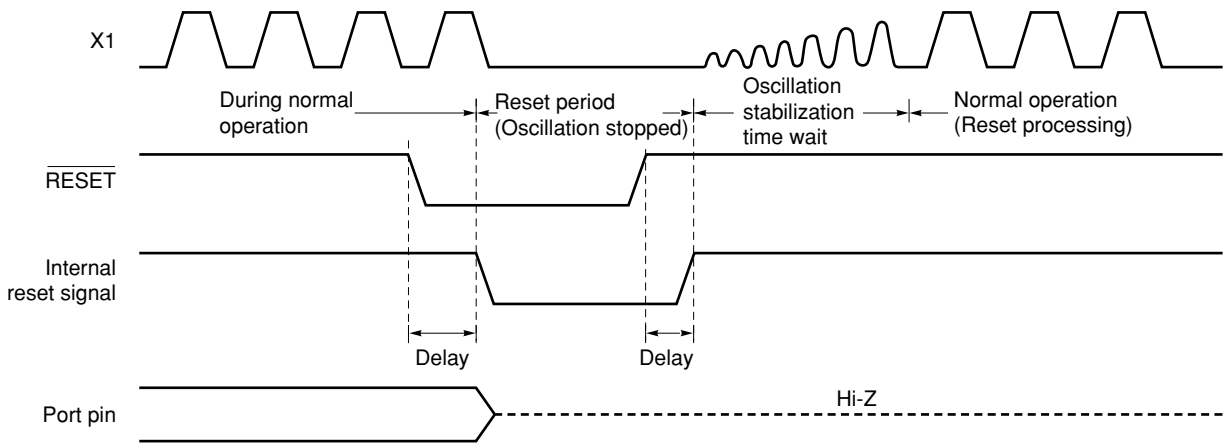 X1
During normal
operation
Reset period
(Oscillation stopped)
Oscillation
stabilization
time wait
Normal operation
(Reset processing)
RESET
Internal
reset signal
Delay
Delay
Port pin
Hi-Z